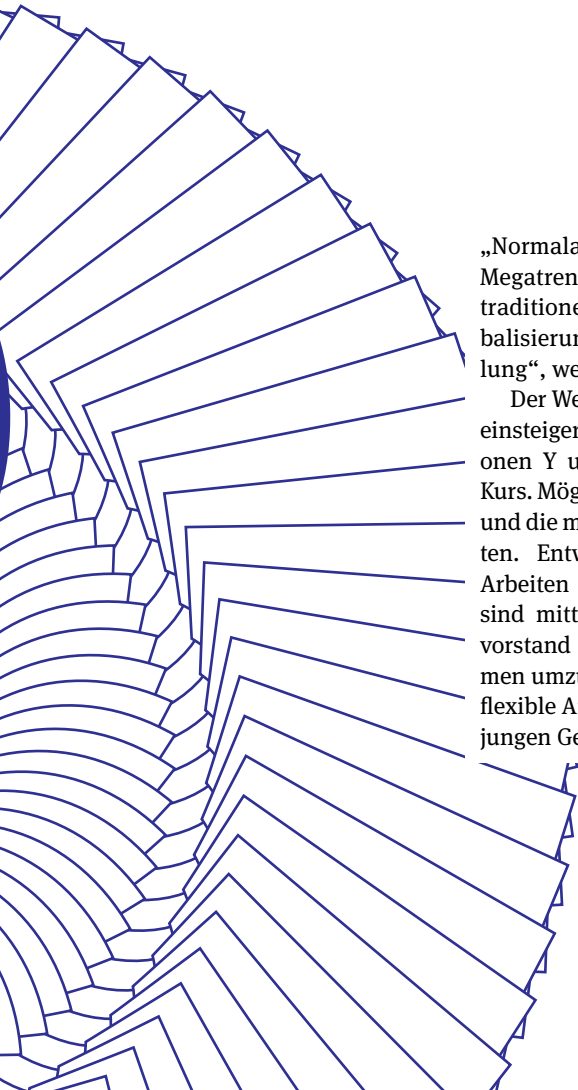 „Normala
Megatren
traditione
balisierun
lung“, we
Der We
einsteiger
onen Y u
Kurs. Mög
und die m
ten. Entw
Arbeiten
sind mitt
vorstand
men umzu
flexible A
jungen Ge